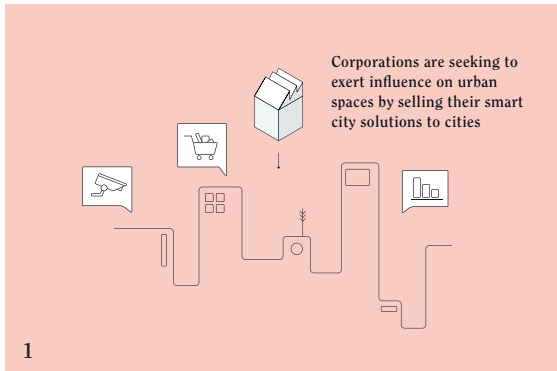 Corporations are seeking to
exert influence on urban
spaces by selling their smart
city solutions to cities
1